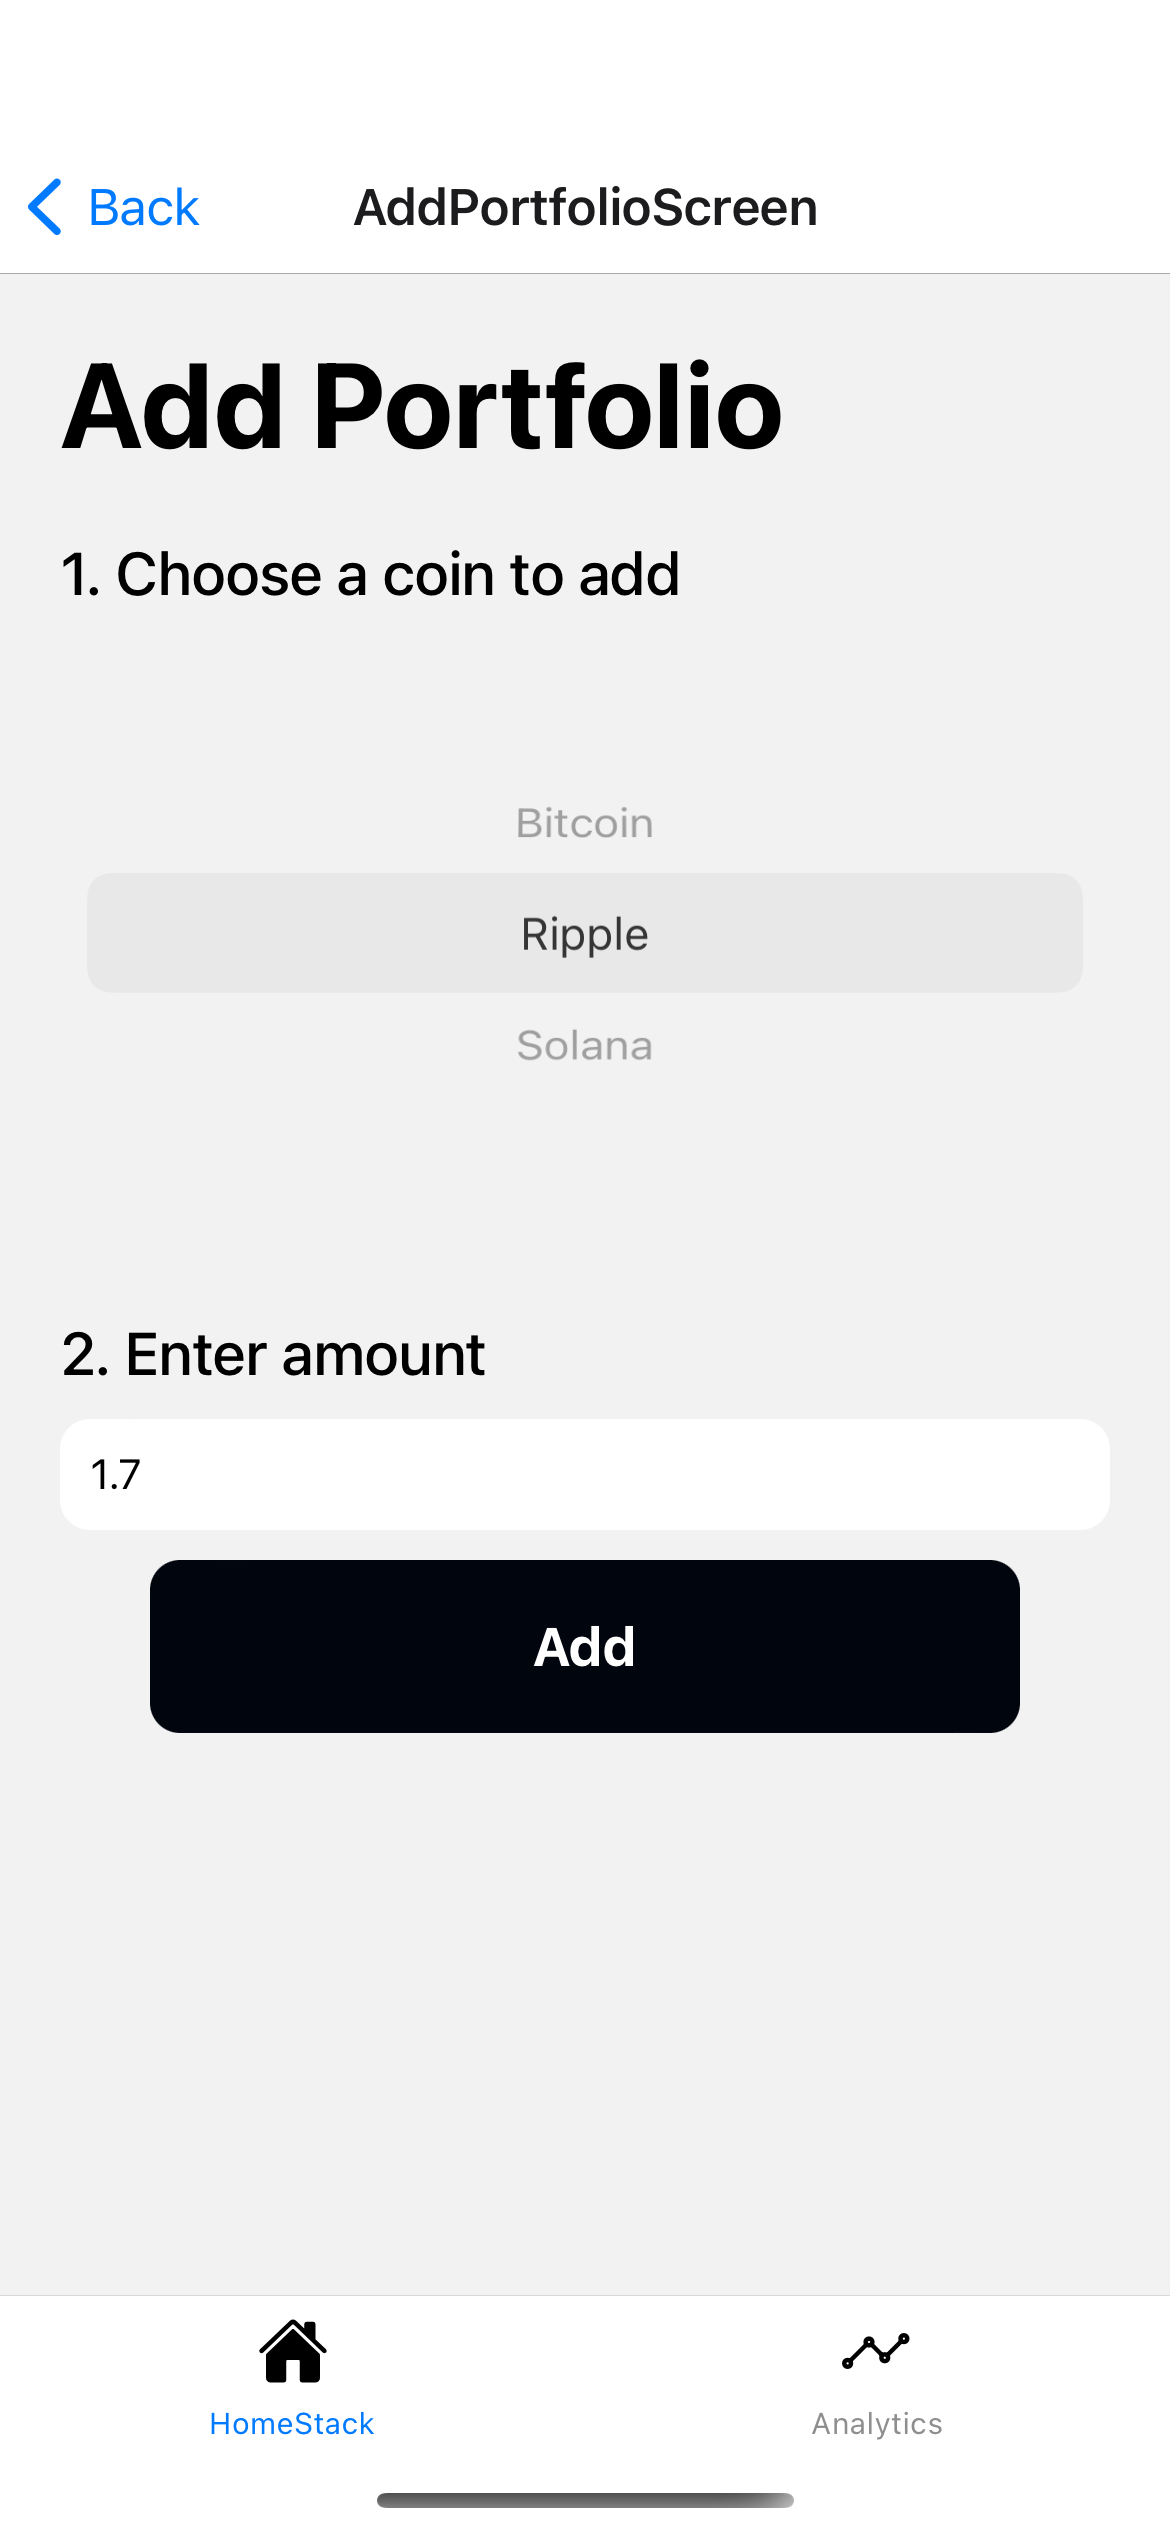 Back
AddPortfolioScreen
Add Portfolio
1. Choose a coin to add
Bitcoin
Ripple
Solana
2. Enter amount
1.7
Add
HomeStack
Analytics